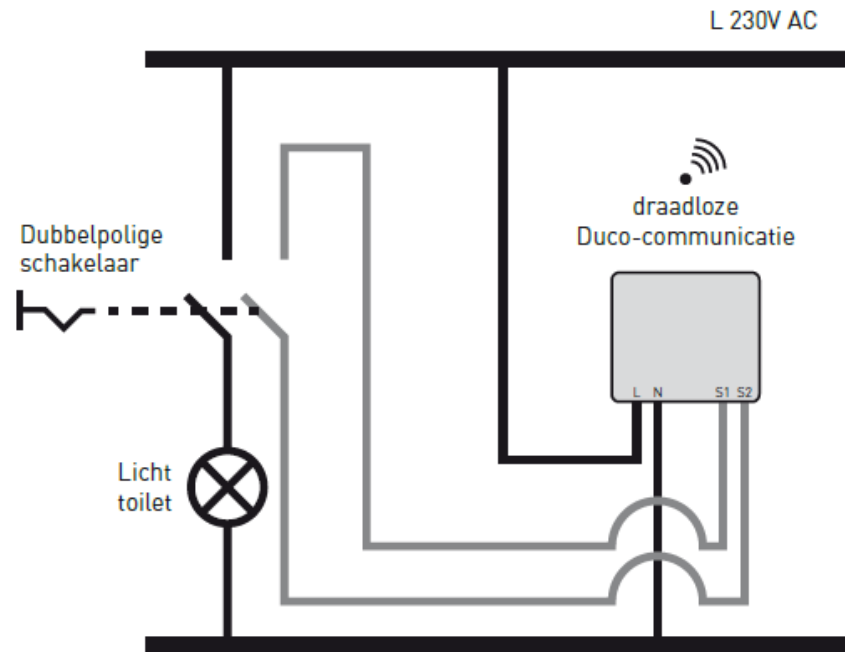 L 230V AC
draadloze
Duco-communicatie
Dubbelpolige
schakelaar
L N S1 S2
Licht
toilet